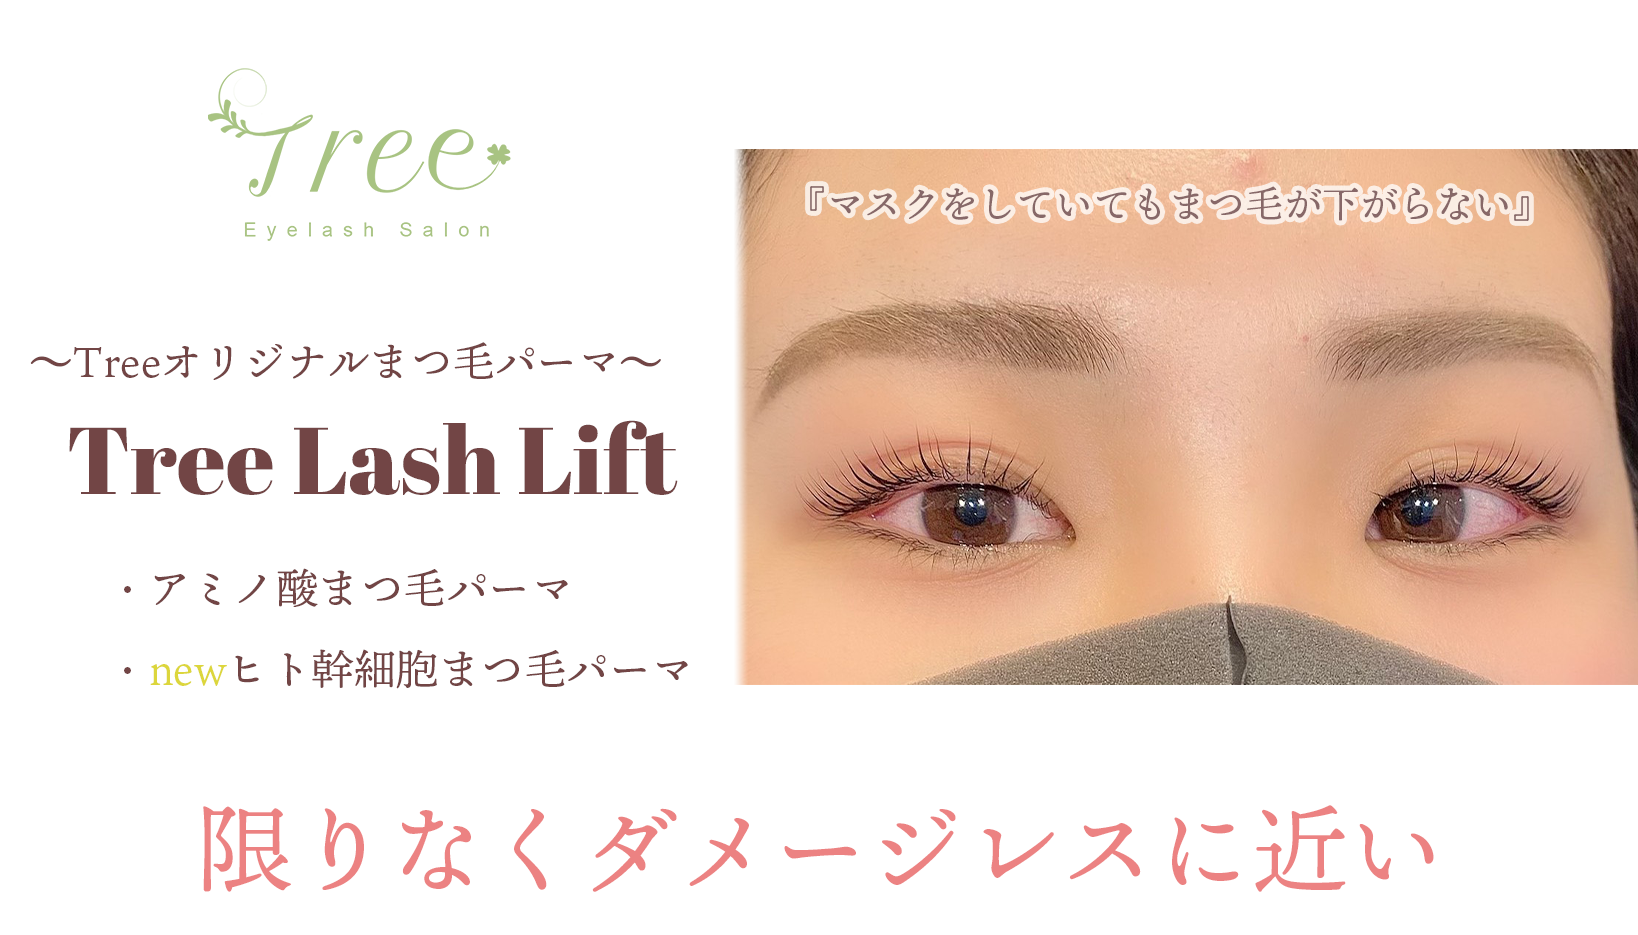 Tree
Eyelash Salon
～Treeオリジナルまつ毛パーマ～
Tree Lash Lift
・アミノ酸まつ毛パーマ
・newヒト幹細胞まつ毛パーマ
『マスクをしていてもまつ毛が下がらない』
限りなくダメージレスに近い